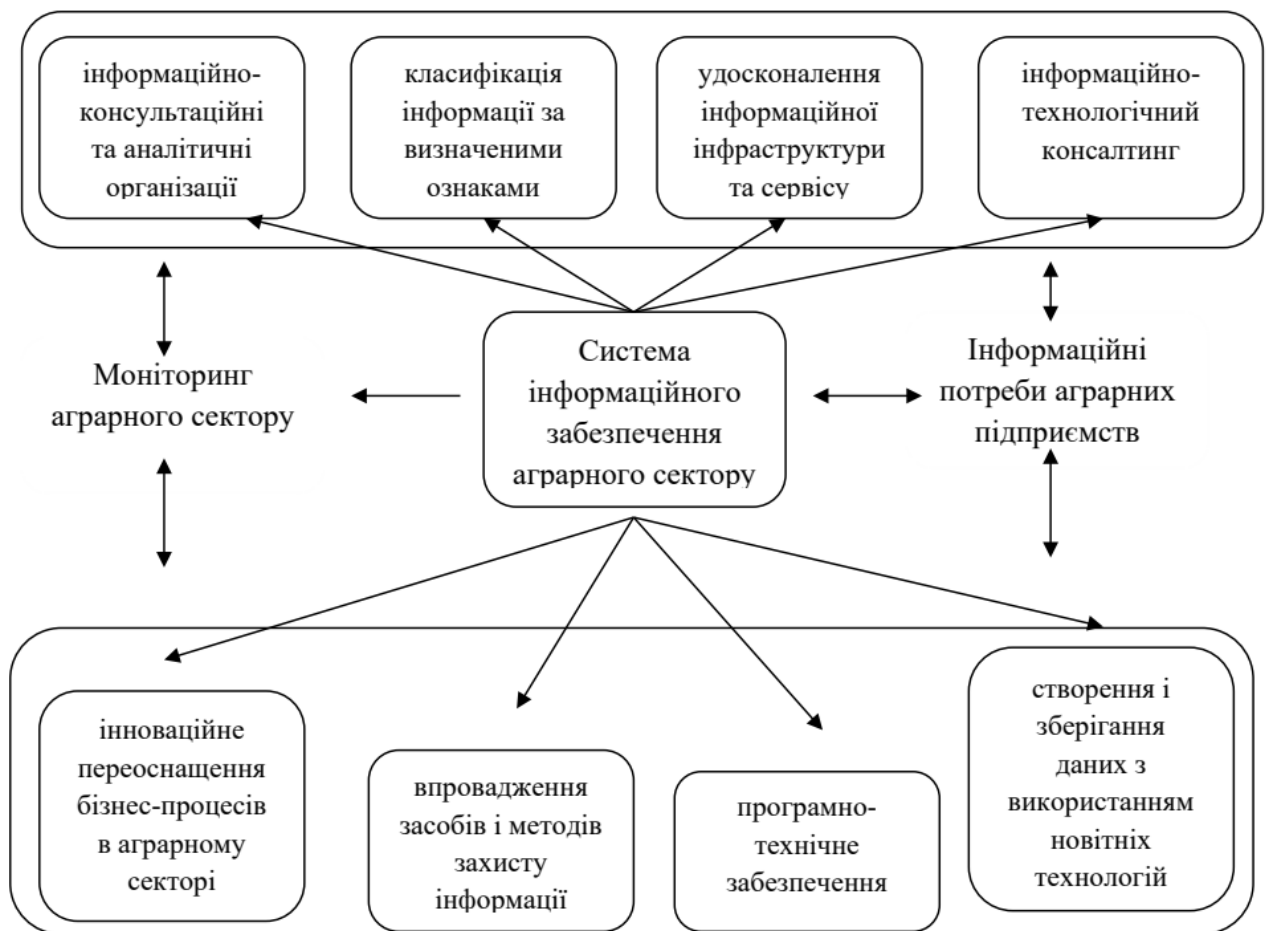 інформаційно-
консультаційні
та аналітичні
організації
класифікація
інформації за
визначеними
ознаками
удосконалення
інформаційної
інфраструктури
та сервісу
інформаційно-
технологічний
консалтинг
Моніторинг
аграрного сектору
Система
інформаційного
забезпечення
аграрного сектору
Інформаційні
потреби аграрних
підприємств
інноваційне
переоснащення
бізнес-процесів
в аграрному
секторі
впровадження
засобів і методів
захисту
інформації
програмно-
технічне
забезпечення
створення і
зберігання
даних з
використанням
новітніх
технологій